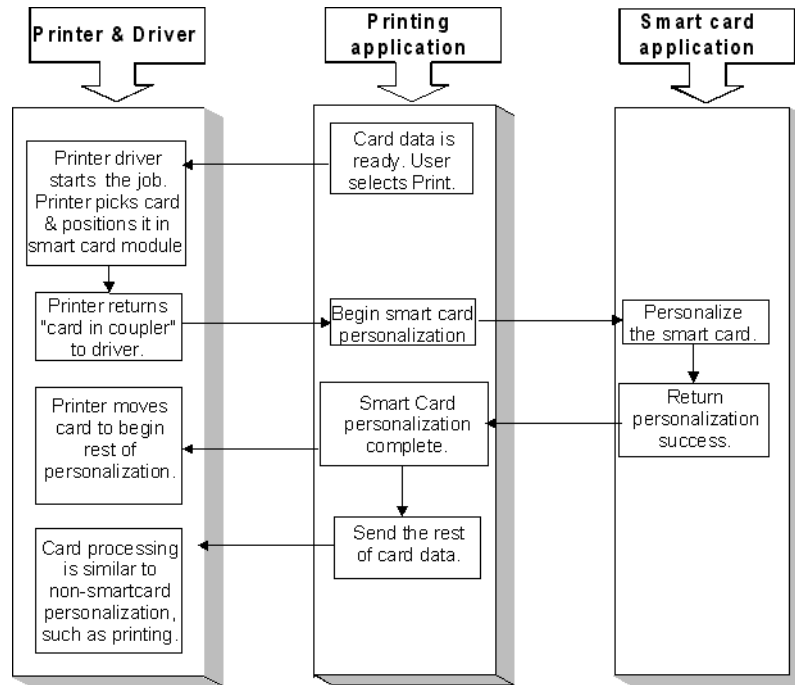 Printer & Driver
Printing
application
Smart card
application
Card data is
ready. User
selects Print.
Printer driver
starts the job.
Printer picks card
& positions it in
smart card module
Printer returns
"card in coupler"
to driver.
Begin smart card
personalization
Personalize
the smart card.
Return
personalization
success.
Smart Card
personalization
complete.
Printer moves
card to begin
rest of
personalization.
Send the rest
of card data.
Card processing
is similar to
non-smartcard
personalization,
such as printing.